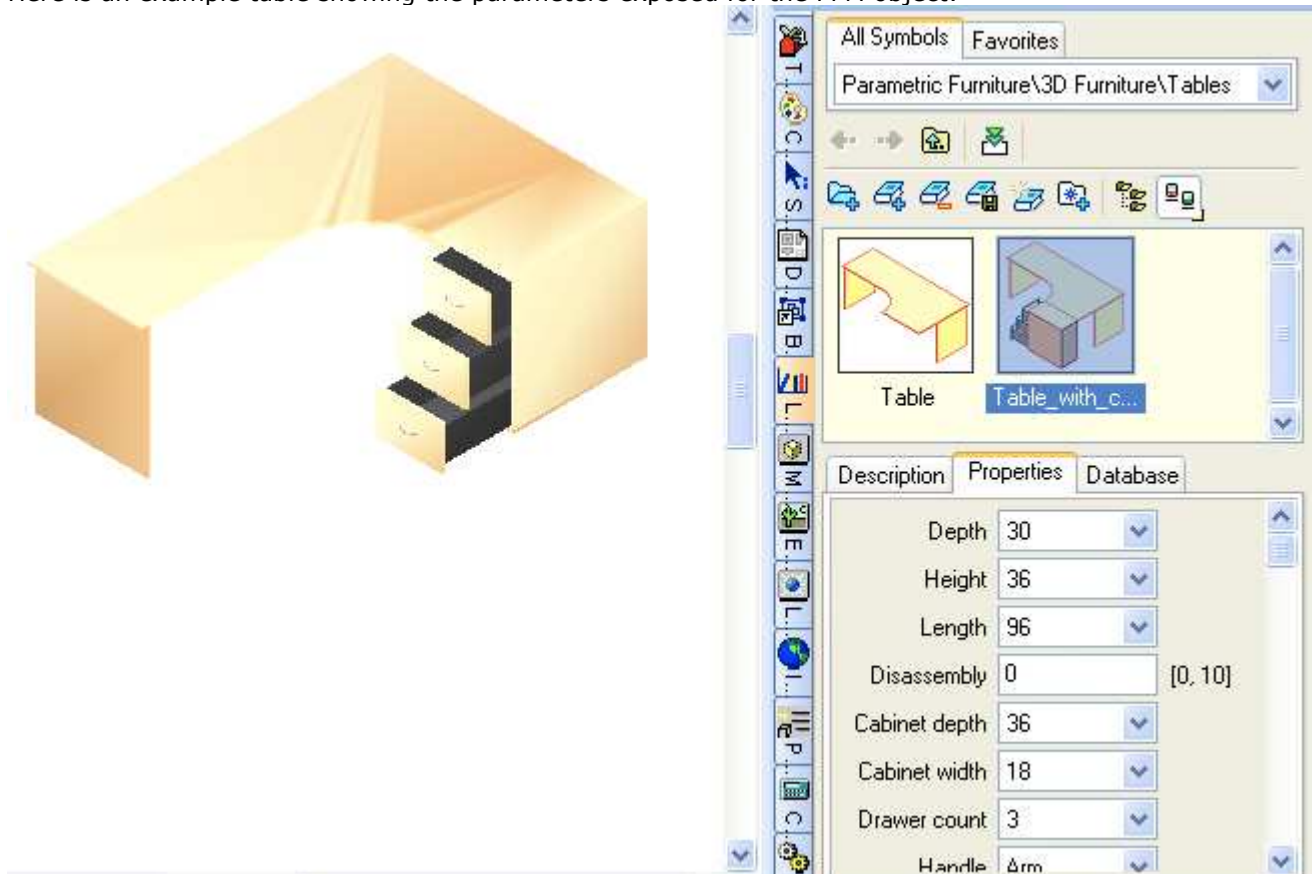 Here is an example table showing the parameters exposed for the PPM object.
All Symbols Favorites
Parametric Furniture\3D Furniture\Tables
T...
C...
S...
D...
B...
L...
M...
E...
L...
I...
P...
C...
Table Table_with_c...
Description Properties Database
Depth 30
Height 36
Length 96
Disassembly 0 [0, 10]
Cabinet depth 36
Cabinet width 18
Drawer count 3
Handle Arm